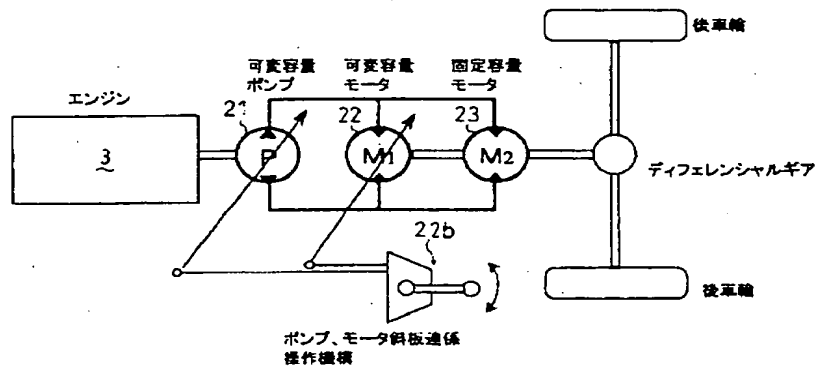 後車輪
可変容量
ポンプ
可変容量
モータ
固定容量
モータ
エンジン
21
22
23
3
P
M1
M2
ディフェレンシャルギア
22b
後車輪
ポンプ、モータ斜板連係
操作機構